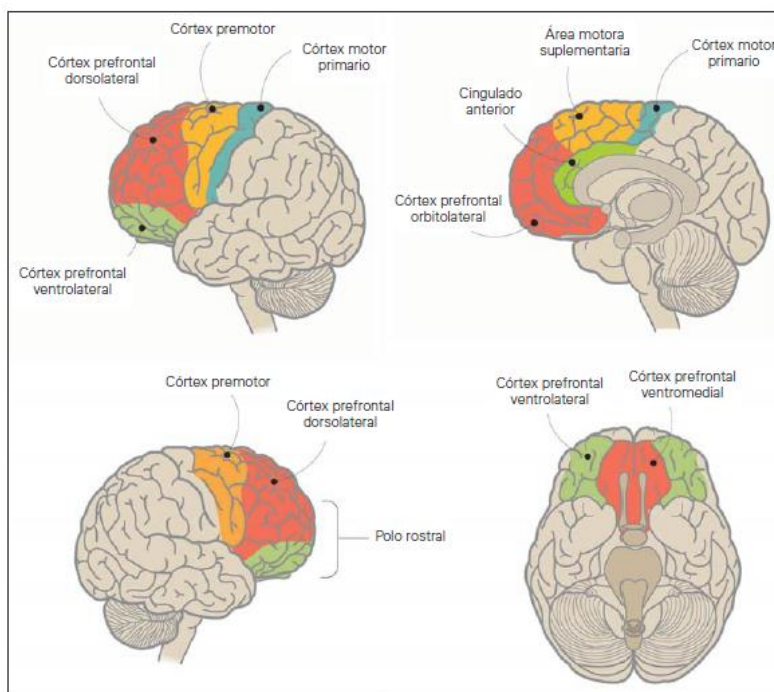 Córtex premotor
Córtex prefrontal
dorsolateral
Córtex motor
primario
Córtex prefrontal
ventrolateral
Área motora
suplementaria
Córtex motor
primario
Cingulado
anterior
Córtex prefrontal
orbitolateral
Córtex premotor
Córtex prefrontal
dorsolateral
Polo rostral
Córtex prefrontal
ventrolateral
Córtex prefrontal
ventromedial